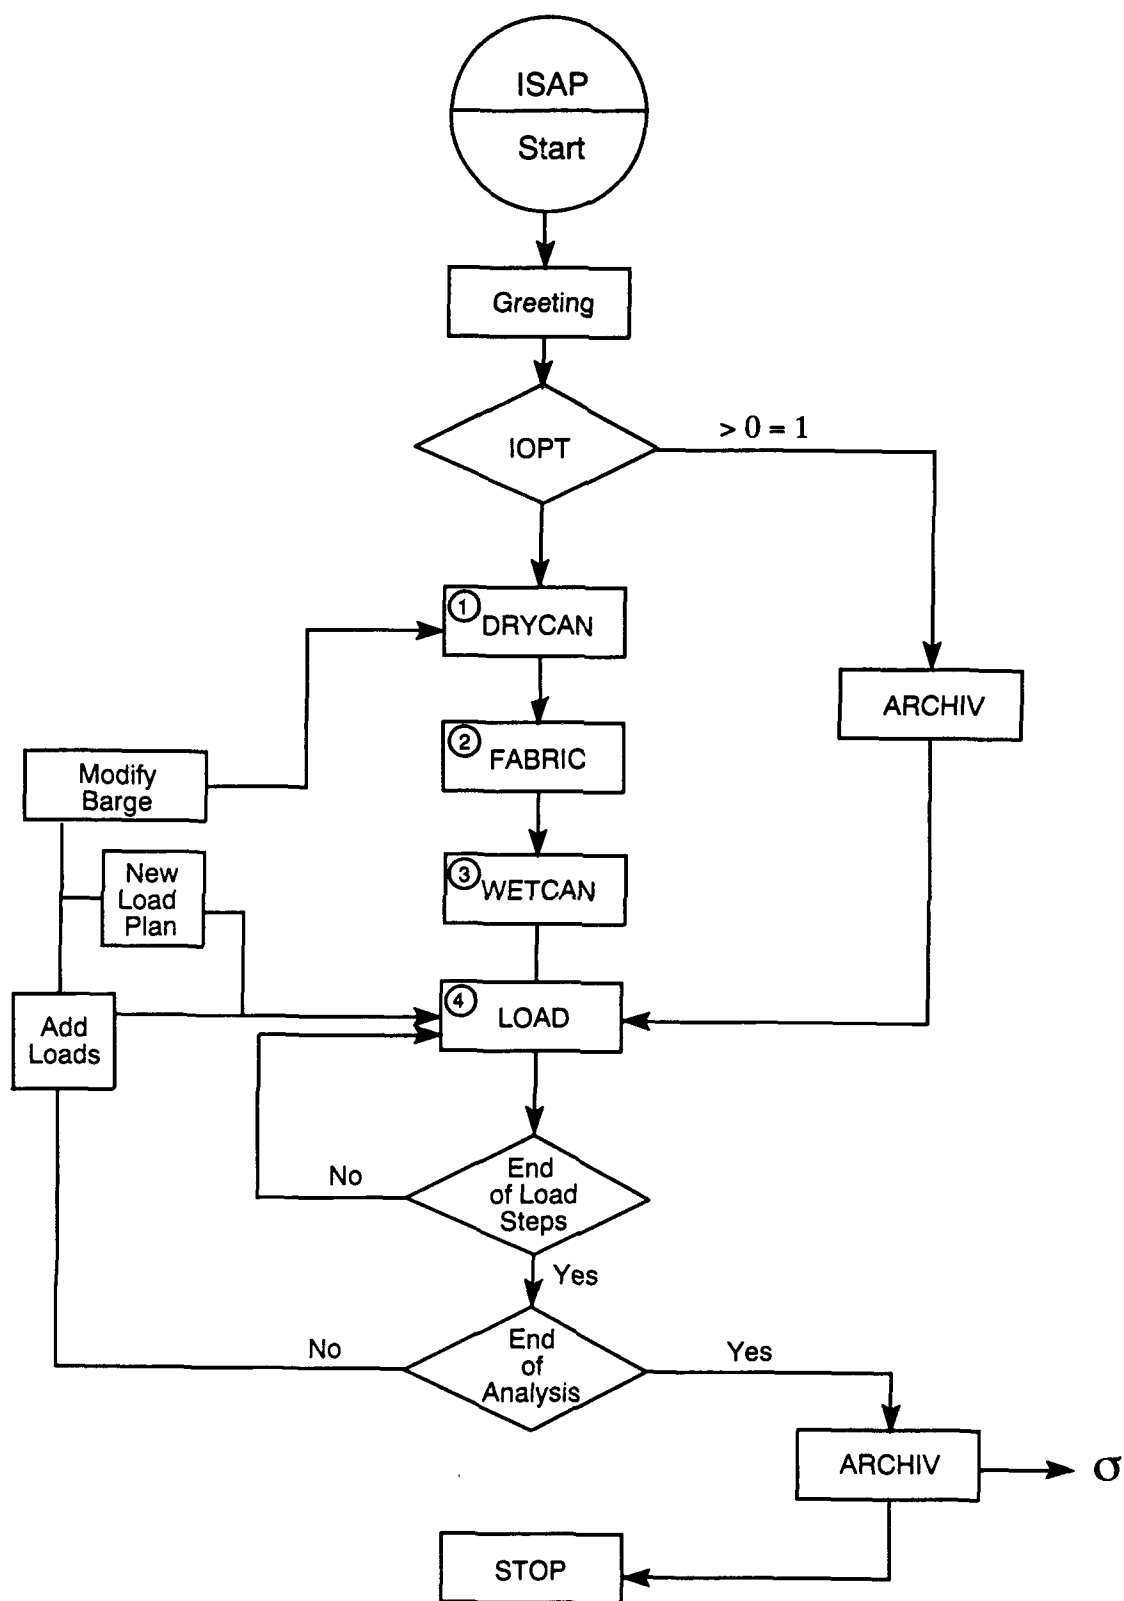 ISAP
Start
Greeting
IOPT
> 0 = 1
1
DRYCAN
ARCHIV
2
FABRIC
Modify
Barge
3
WETCAN
New
Load
Plan
4
LOAD
Add
Loads
End
of Load
Steps
No
Yes
End
of
Analysis
No
Yes
ARCHIV
σ
STOP